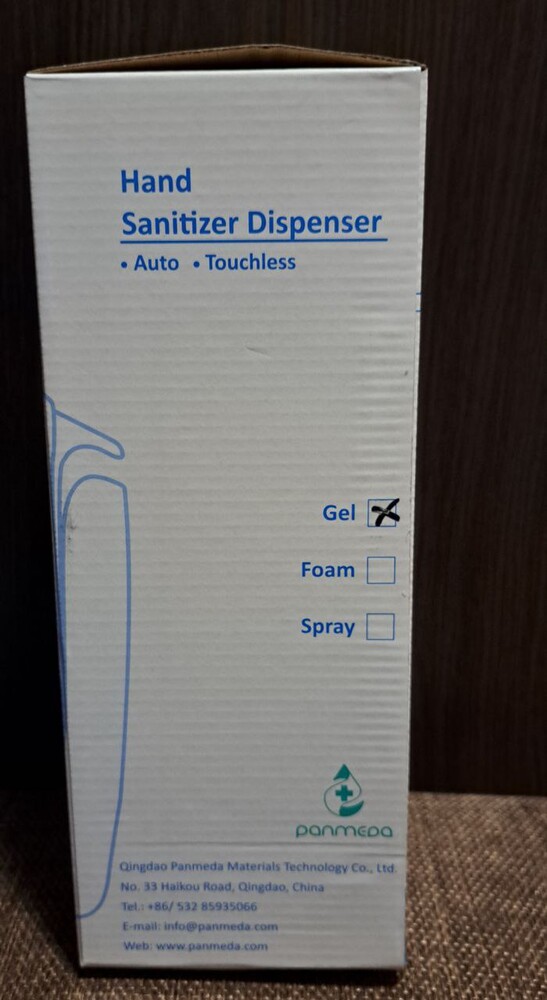 Hand
Sanitizer Dispenser
• Auto • Touchless
Gel
Foam
Spray
panmeda
Qingdao Panmeda Materials Technology Co., Ltd
No. 33 Haikou Road, Qingdao, China
Tel.: +86/ 532 85935066
E-mail: info@panmeda.com
Web: www.panmeda.com